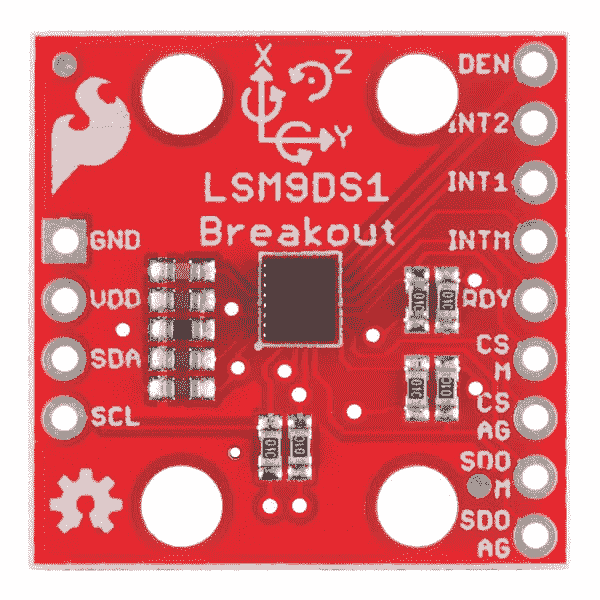 X
Z
Y
LSM9DS1
Breakout
GND
VDD
SDA
SCL
DEN
INT2
INT1
INTM
RDY
CS
M
CS
AG
SDO
M
SDO
AG